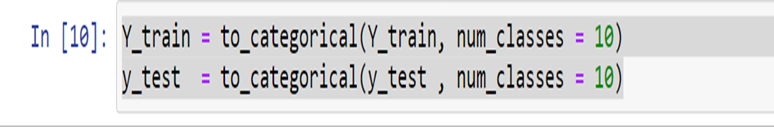 In [10]: Y_train = to_categorical(Y_train, num_classes = 10)
y_test  = to_categorical(y_test , num_classes = 10)